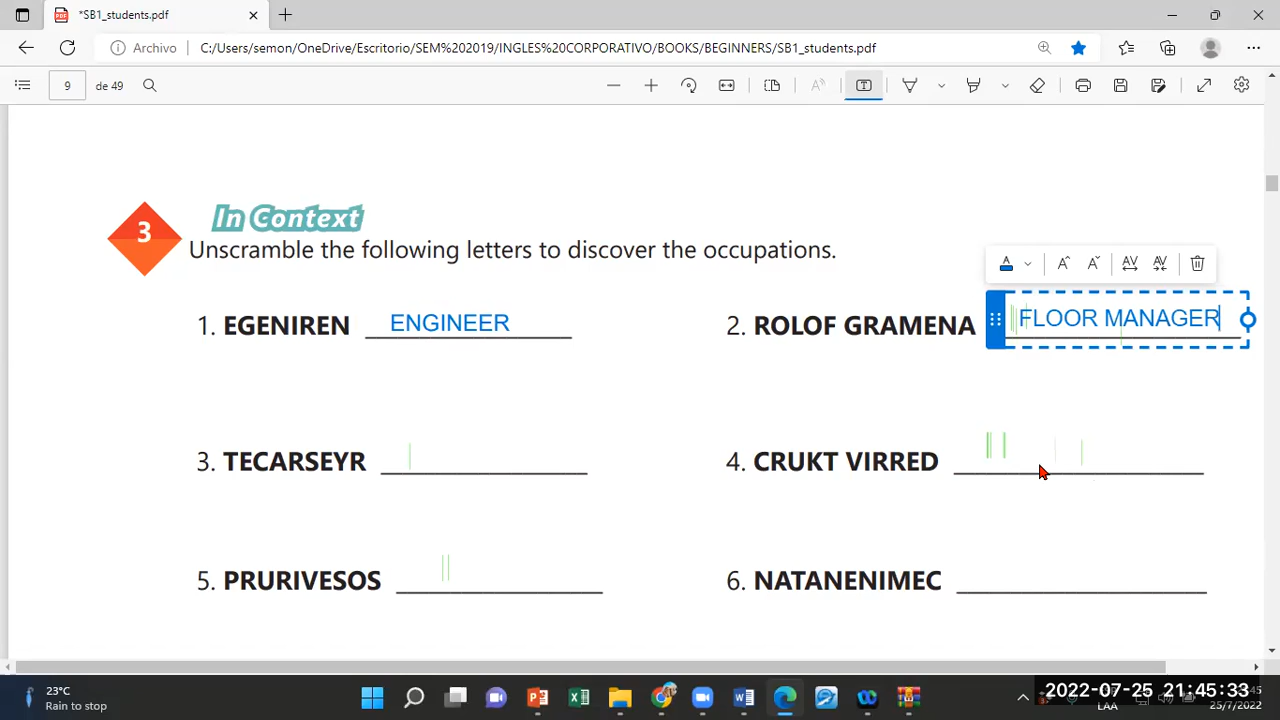 *SB1_students.pdf
Archivo
C:/Users/semon/OneDrive/Escritorio/SEM%202019/INGLES%20CORPORATIVO/BOOKS/BEGINNERS/SB1_students.pdf
9 de 49
3
In Context
Unscramble the following letters to discover the occupations.
1. EGENIREN ENGINEER
2. ROLOF GRAMENA FLOOR MANAGER
3. TECARSEYR
4. CRUKT VIRRED
5. PRURIVESOS
6. NATANENIMEC
23°C
Rain to stop
LAA
2022-07-25 21:45:33
25/7/2022